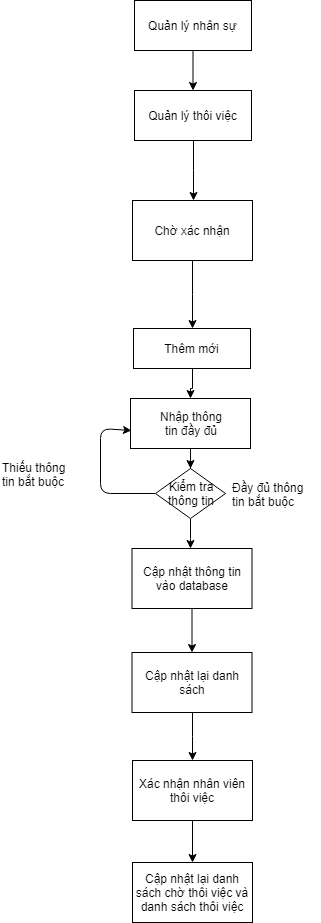 Quản lý nhân sự
Quản lý thôi việc
Chờ xác nhận
Thêm mới
Nhập thông
tin đầy đủ
Thiếu thông
tin bắt buộc
Kiểm tra
thông tin
Đầy đủ thông
tin bắt buộc
Cập nhật thông tin
vào database
Cập nhật lại danh
sách
Xác nhận nhân viên
thôi việc
Cập nhật lại danh
sách chờ thôi việc và
danh sách thôi việc